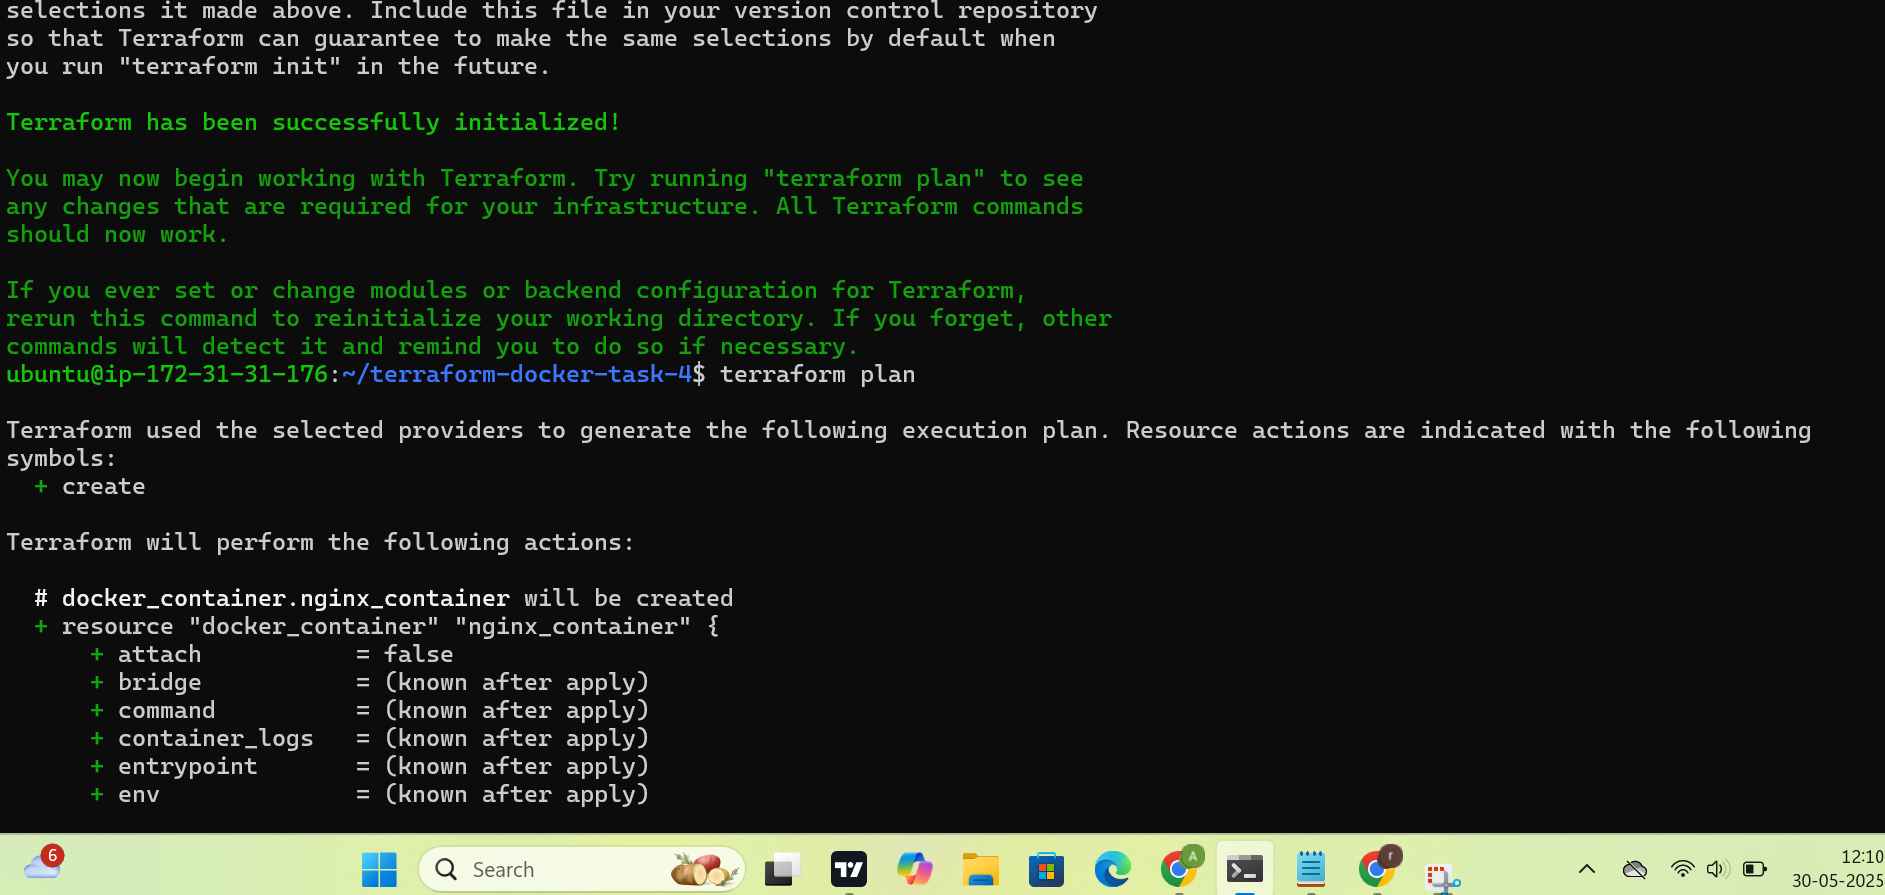 selections it made above. Include this file in your version control repository
so that Terraform can guarantee to make the same selections by default when
you run "terraform init" in the future.
Terraform has been successfully initialized!
You may now begin working with Terraform. Try running "terraform plan" to see
any changes that are required for your infrastructure. All Terraform commands
should now work.
If you ever set or change modules or backend configuration for Terraform,
rerun this command to reinitialize your working directory. If you forget, other
commands will detect it and remind you to do so if necessary.
ubuntu@ip-172-31-31-176:~/terraform-docker-task-4$ terraform plan
Terraform used the selected providers to generate the following execution plan. Resource actions are indicated with the following
symbols:
  + create
Terraform will perform the following actions:
  # docker_container.nginx_container will be created
  + resource "docker_container" "nginx_container" {
      + attach           = false
      + bridge           = (known after apply)
      + command          = (known after apply)
      + container_logs   = (known after apply)
      + entrypoint       = (known after apply)
      + env              = (known after apply)
6
Search
A
r
12:10
30-05-2025